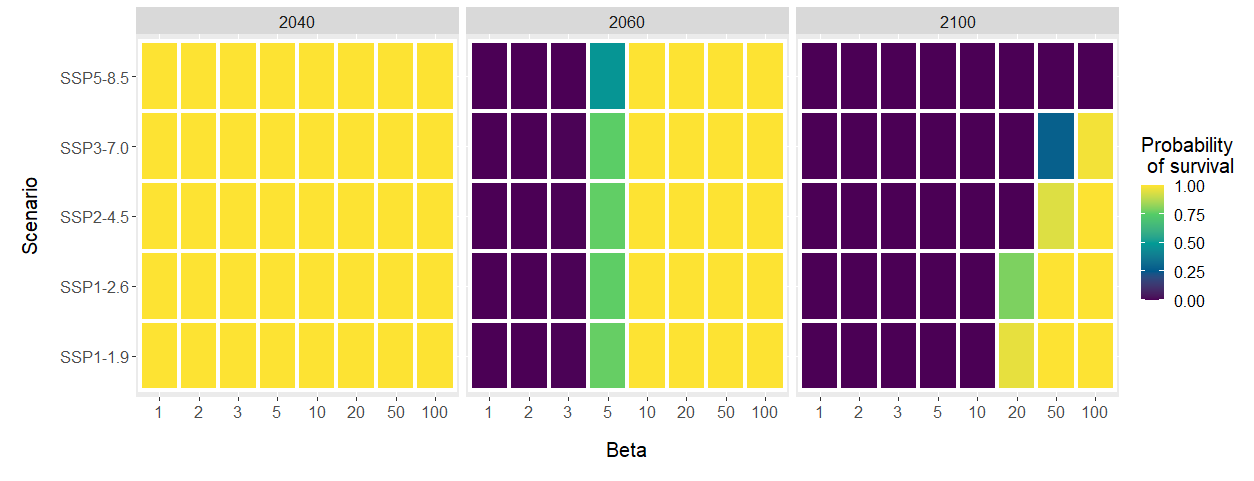 2040
2060
2100
Scenario
SSP5-8.5
SSP3-7.0
SSP2-4.5
SSP1-2.6
SSP1-1.9
1 2 3 5 10 20 50 100
1 2 3 5 10 20 50 100
1 2 3 5 10 20 50 100
Beta
Probability
of survival
1.00
0.75
0.50
0.25
0.00